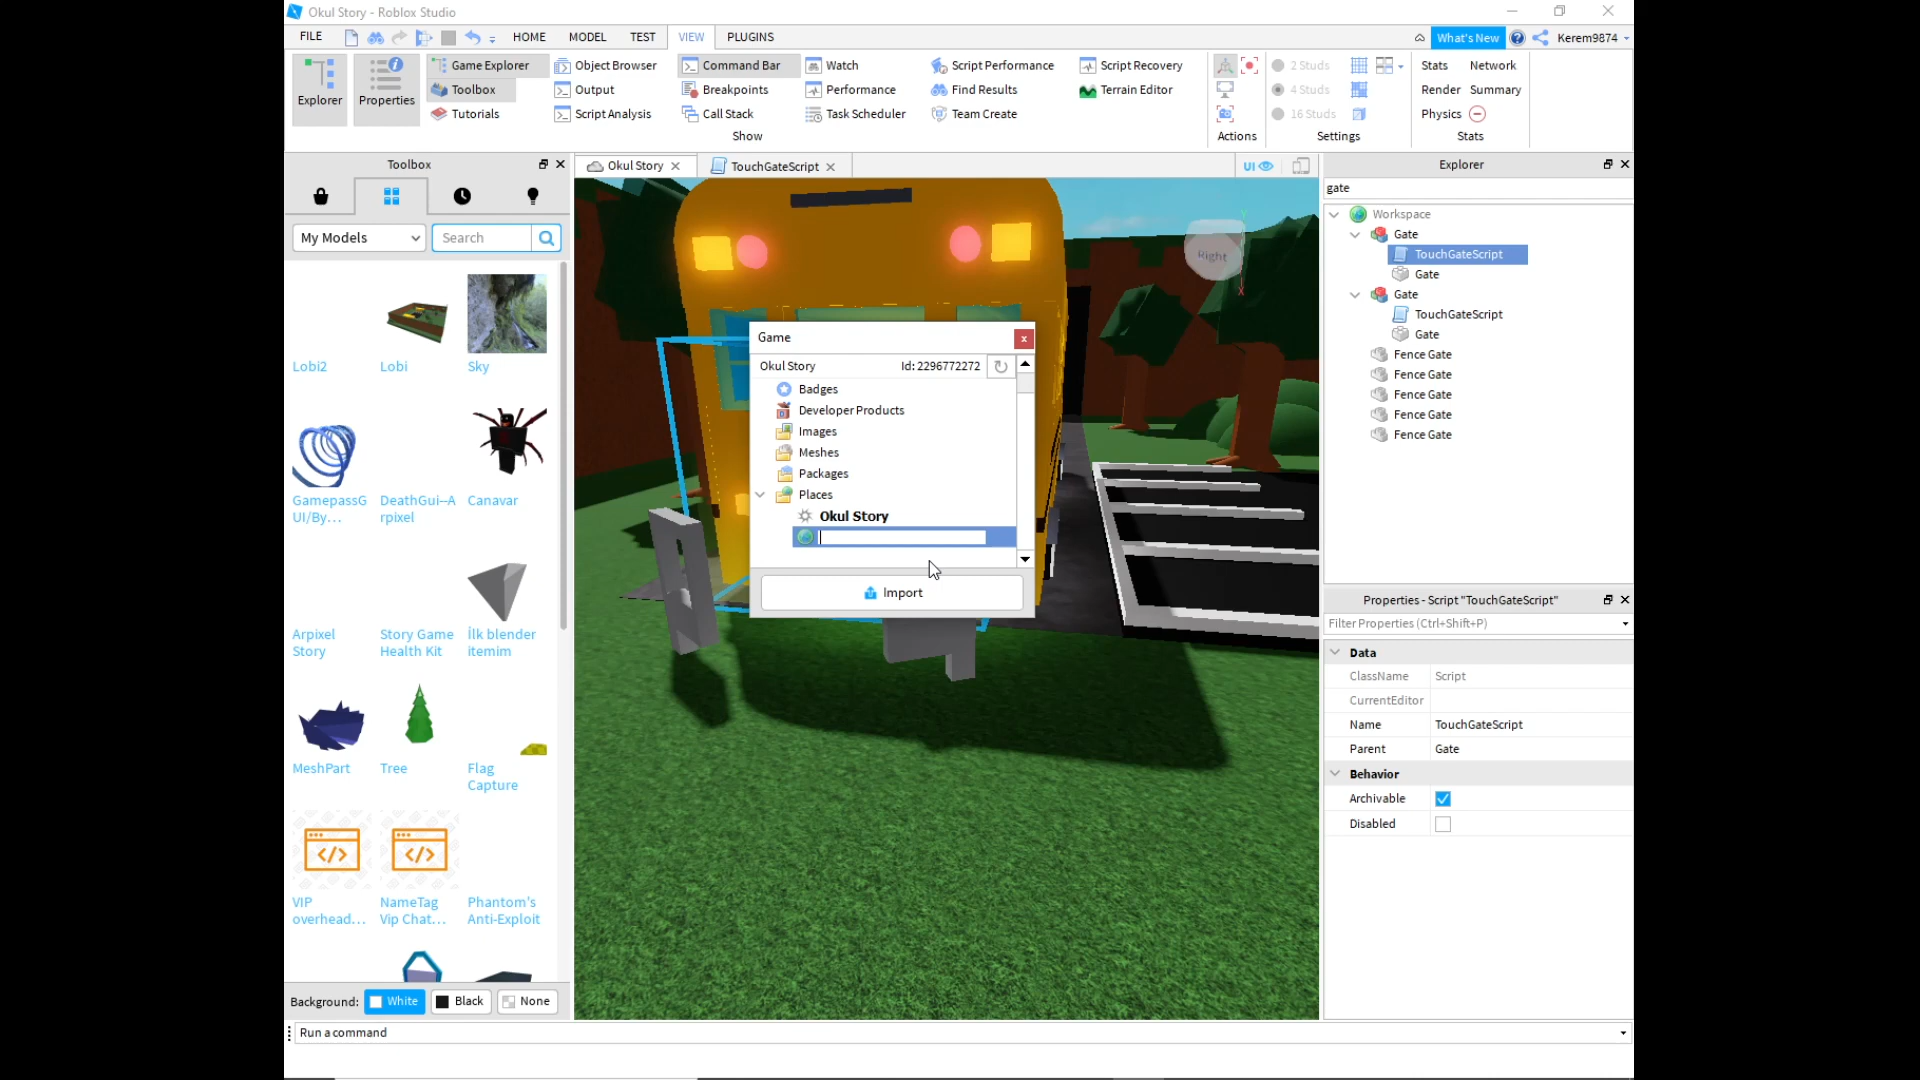 Okul Story - Roblox Studio
FILE HOME MODEL TEST VIEW PLUGINS What's New Kerem9874
Explorer
Properties
Game Explorer
Toolbox
Tutorials
Object Browser
Output
Script Analysis
Command Bar
Breakpoints
Call Stack
Watch
Performance
Task Scheduler
Script Performance
Find Results
Team Create
Script Recovery
Terrain Editor
Show
Actions
2 Studs
4 Studs
16 Studs
Settings
Stats Network
Render Summary
Physics
Stats
Toolbox
My Models
Search
Lobi2
Lobi
Sky
GamepassG
UI/By...
DeathGui--A
rpixel
Canavar
Arpixel
Story
Story Game
Health Kit
İlk blender
itemim
MeshPart
Tree
Flag
Capture
VIP
overhead...
NameTag
Vip Chat...
Phantom's
Anti-Exploit
Background: White Black None
Okul Story
TouchGateScript
UI
Right
Y
X
Game
x
Okul Story Id: 2296772272
Badges
Developer Products
Images
Meshes
Packages
Places
Okul Story
Import
Explorer
gate
Workspace
Gate
TouchGateScript
Gate
Gate
TouchGateScript
Gate
Fence Gate
Fence Gate
Fence Gate
Fence Gate
Fence Gate
Properties - Script "TouchGateScript"
Filter Properties (Ctrl+Shift+P)
Data
ClassName Script
CurrentEditor
Name TouchGateScript
Parent Gate
Behavior
Archivable
Disabled
Run a command